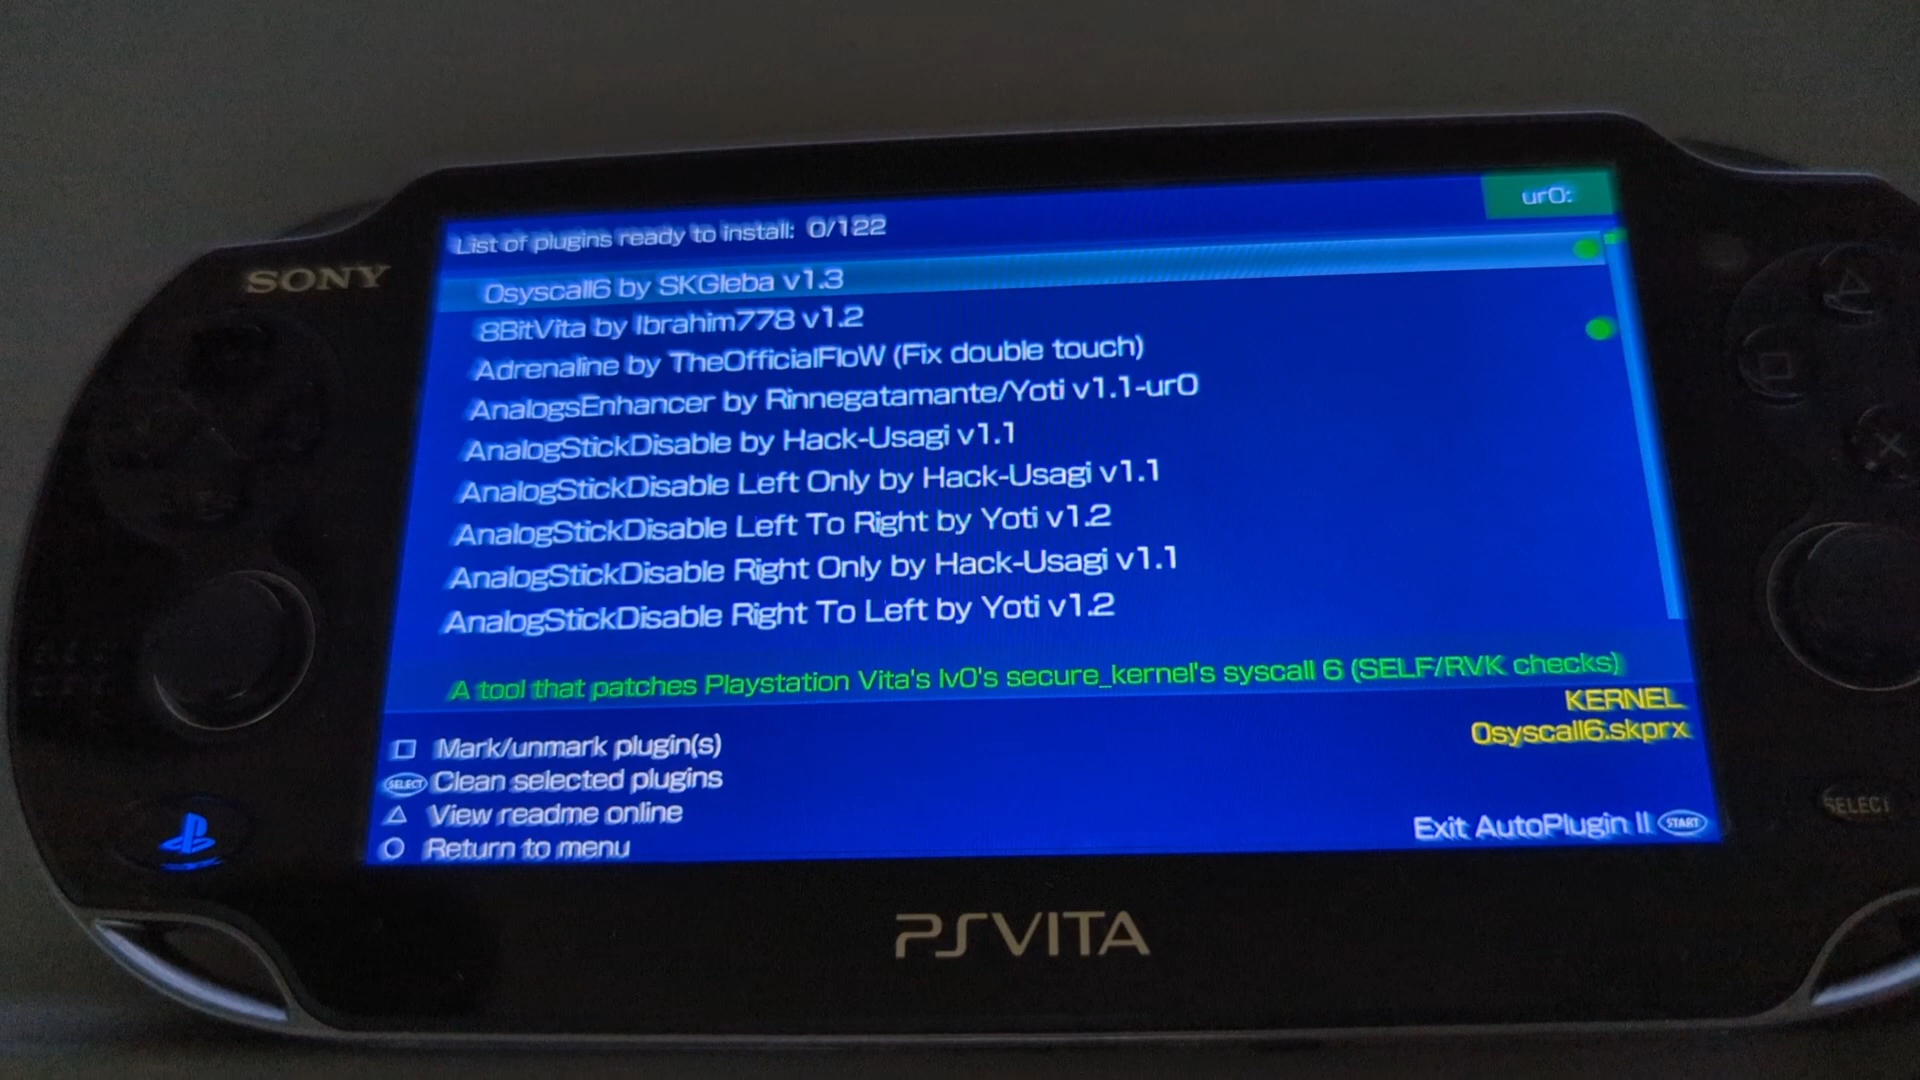 List of plugins ready to install: 0/122
ur0:
SONY
0syscall6 by SKGleba v1.3
8BitVita by Ibrahim778 v1.2
Adrenaline by TheOfficialFloW (Fix double touch)
AnalogsEnhancer by Rinnegatamante/Yoti v1.1-ur0
AnalogStickDisable by Hack-Usagi v1.1
AnalogStickDisable Left Only by Hack-Usagi v1.1
AnalogStickDisable Left To Right by Yoti v1.2
AnalogStickDisable Right Only by Hack-Usagi v1.1
AnalogStickDisable Right To Left by Yoti v1.2
A tool that patches Playstation Vita's lv0's secure_kernel's syscall 6 (SELF/RVK checks)
KERNEL
0syscall6.skprx
Mark/unmark plugin(s)
SELECT Clean selected plugins
View readme online
Return to menu
Exit AutoPlugin II START
SELECT
PSVITA